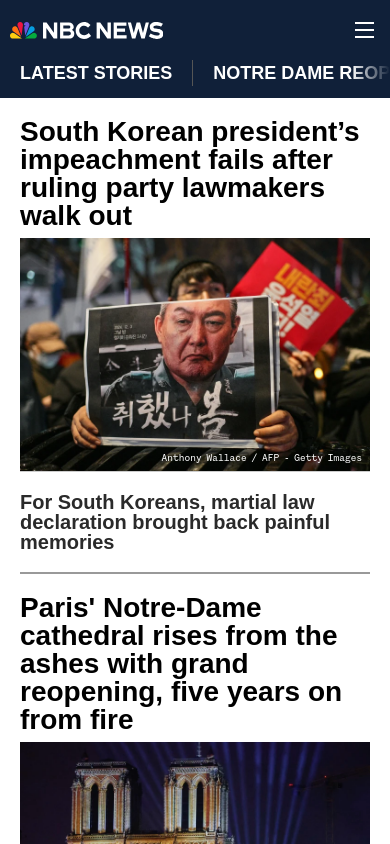 NBC NEWS
LATEST STORIES
NOTRE DAME REOP
South Korean president’s
impeachment fails after
ruling party lawmakers
walk out
내란죄
윤석열
취했나 봄
Anthony Wallace / AFP - Getty Images
For South Koreans, martial law
declaration brought back painful
memories
Paris' Notre-Dame
cathedral rises from the
ashes with grand
reopening, five years on
from fire